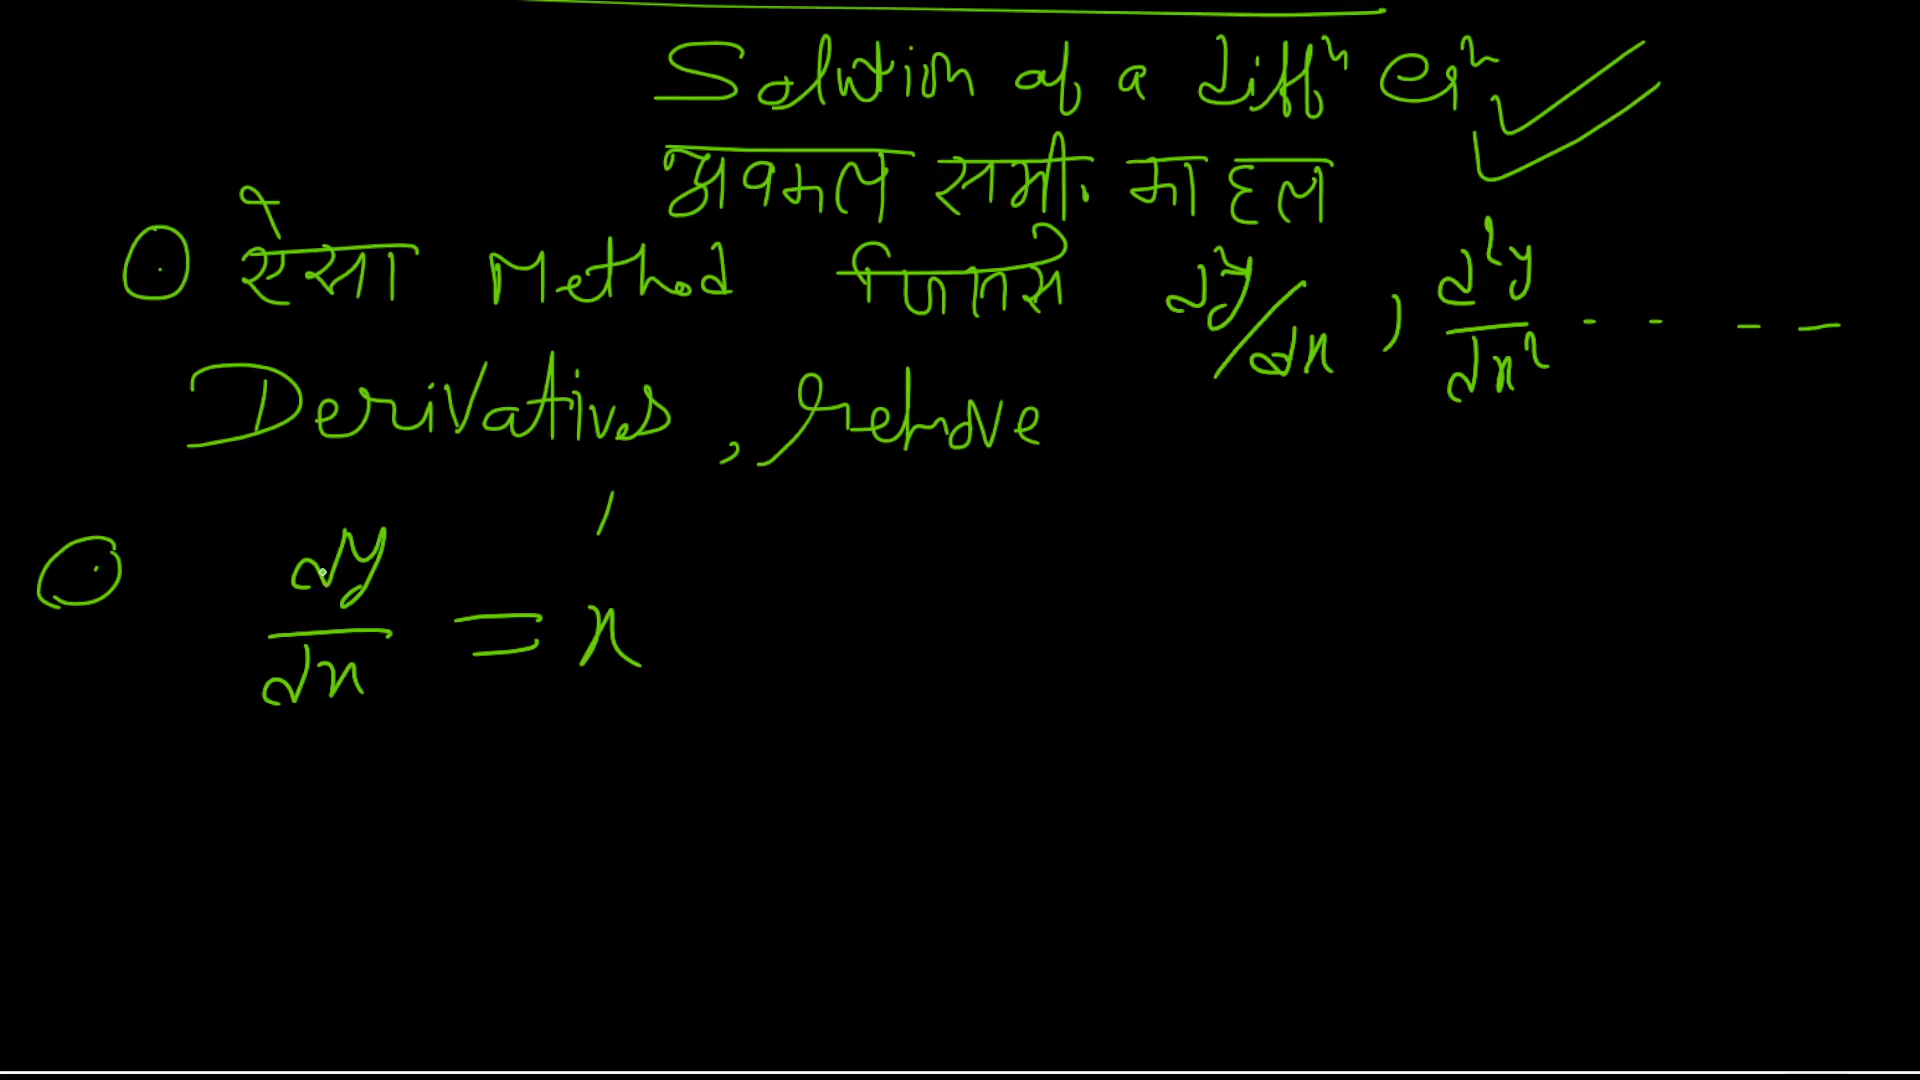 Solution of a diffⁿ eqⁿ
अवकल समी. का हल
ऐसा Method जिससे dy/dx, d²y/dx² - - - -
Derivatives, remove
dy/dx = x